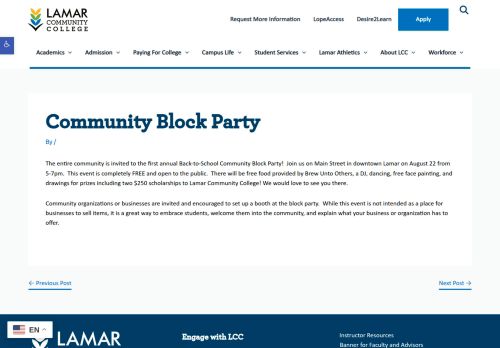 LAMAR
COMMUNITY
COLLEGE
Request More Information
LopeAccess
Desire2Learn
Apply
Academics
Admission
Paying For College
Campus Life
Student Services
Lamar Athletics
About LCC
Workforce
Community Block Party
By /
The entire community is invited to the first annual Back-to-School Community Block Party! Join us on Main Street in downtown Lamar on August 22 from
5-7pm. This event is completely FREE and open to the public. There will be free food provided by Brew Unto Others, a DJ, dancing, free face painting, and
drawings for prizes including two $250 scholarships to Lamar Community College! We would love to see you there.
Community organizations or businesses are invited and encouraged to set up a booth at the block party. While this event is not intended as a place for
businesses to sell items, it is a great way to embrace students, welcome them into the community, and explain what your business or organization has to
offer.
← Previous Post
Next Post →
EN
LAMAR
Engage with LCC
Instructor Resources
Banner for Faculty and Advisors